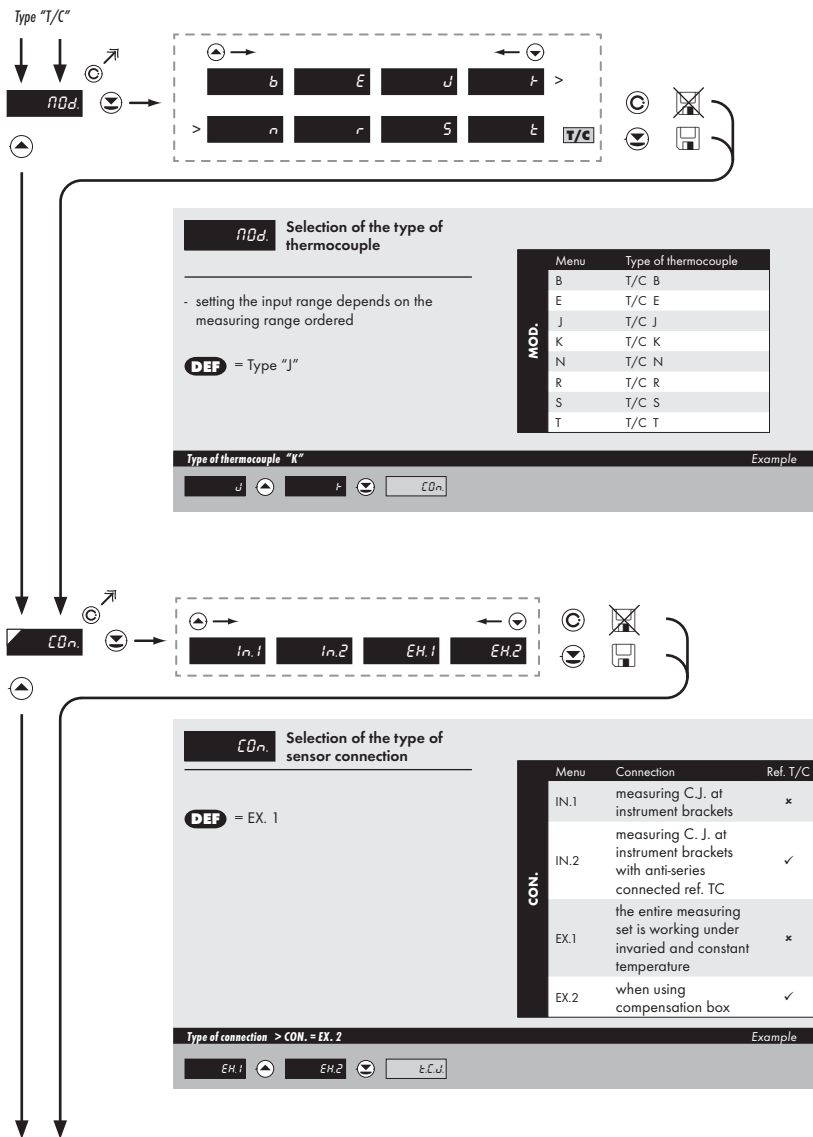 Type “T/C”
MOd.
b E J k >
> n r S t T/C
MOd. Selection of the type of
thermocouple
- setting the input range depends on the
measuring range ordered
DEF = Type “J”
MOD.
Menu Type of thermocouple
B T/C B
E T/C E
J T/C J
K T/C K
N T/C N
R T/C R
S T/C S
T T/C T
Type of thermocouple “K” Example
J k COn.
COn.
In.1 In.2 EH.1 EH.2
COn. Selection of the type of
sensor connection
DEF = EX. 1
CON.
Menu Connection Ref. T/C
IN.1 measuring C.J. at
instrument brackets ×
IN.2 measuring C. J. at
instrument brackets
with anti-series
connected ref. TC ✓
EX.1 the entire measuring
set is working under
invaried and constant
temperature ×
EX.2 when using
compensation box ✓
Type of connection > CON. = EX. 2 Example
EH.1 EH.2 t.C.J.